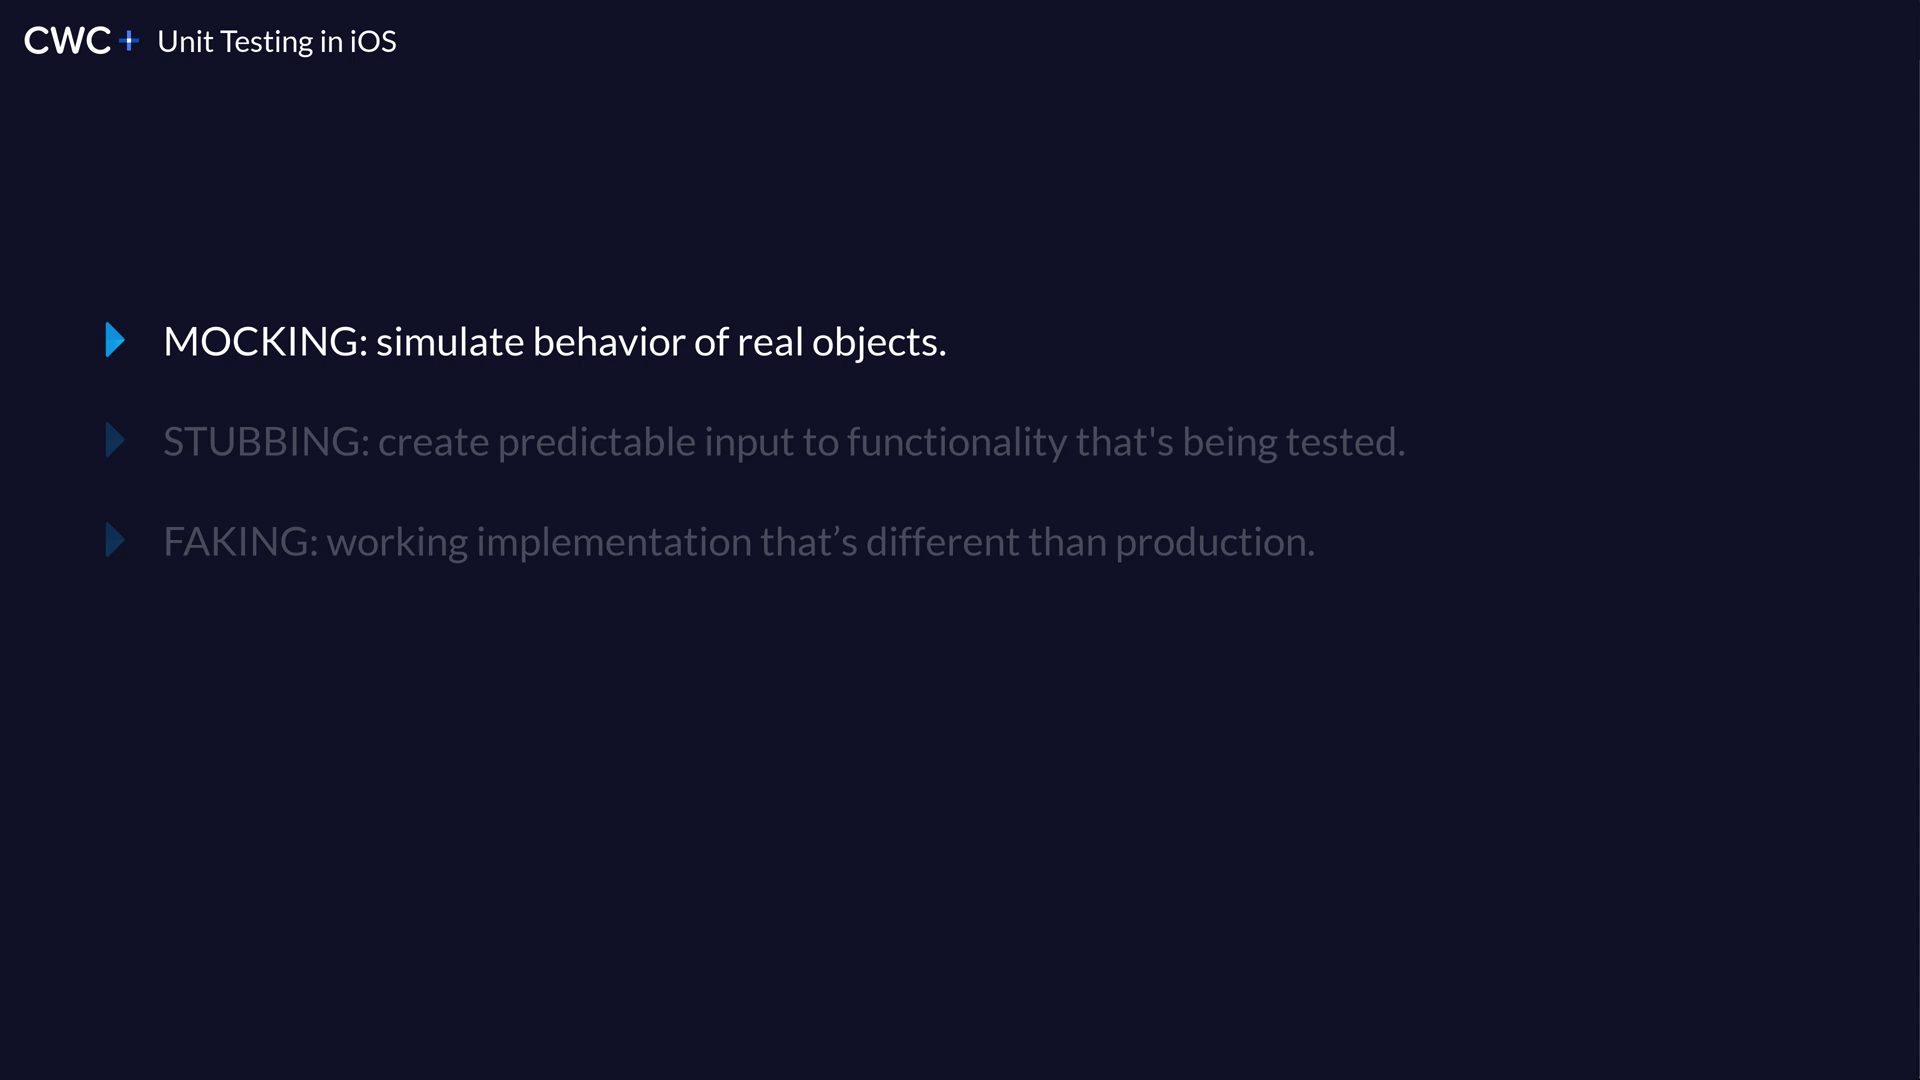 CWC+ Unit Testing in iOS
MOCKING: simulate behavior of real objects.
STUBBING: create predictable input to functionality that's being tested.
FAKING: working implementation that’s different than production.